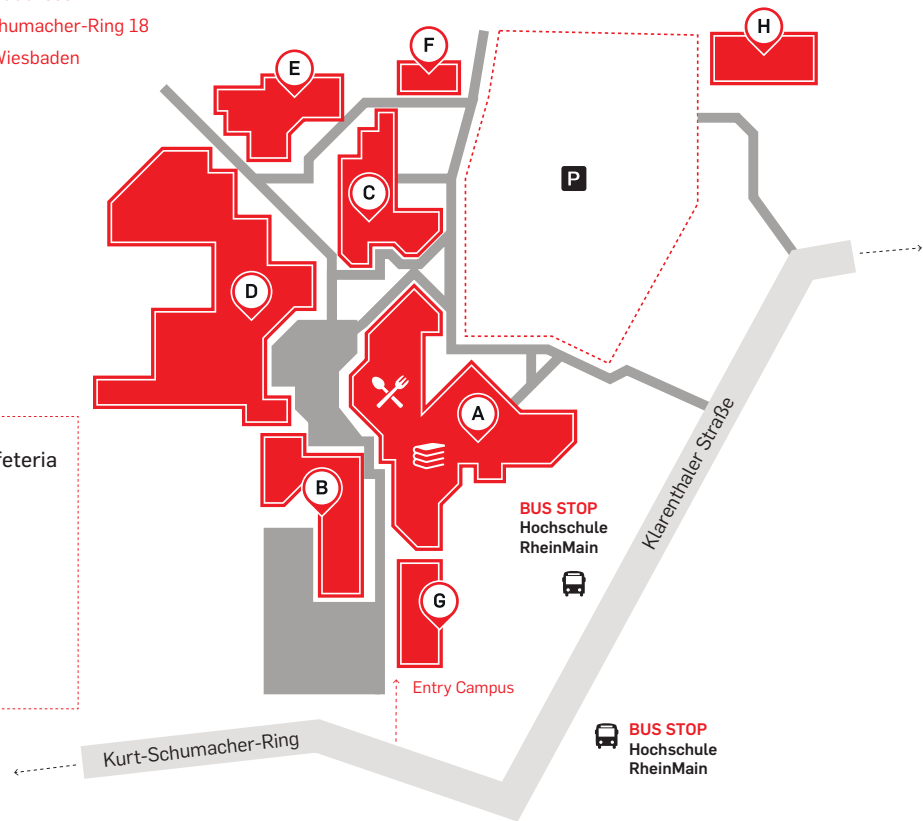 Schumacher-Ring 18
Wiesbaden
E
F
H
C
P
D
A
B
feteria
BUS STOP
Hochschule
RheinMain
Klarenthaler Straße
G
Entry Campus
BUS STOP
Hochschule
RheinMain
Kurt-Schumacher-Ring